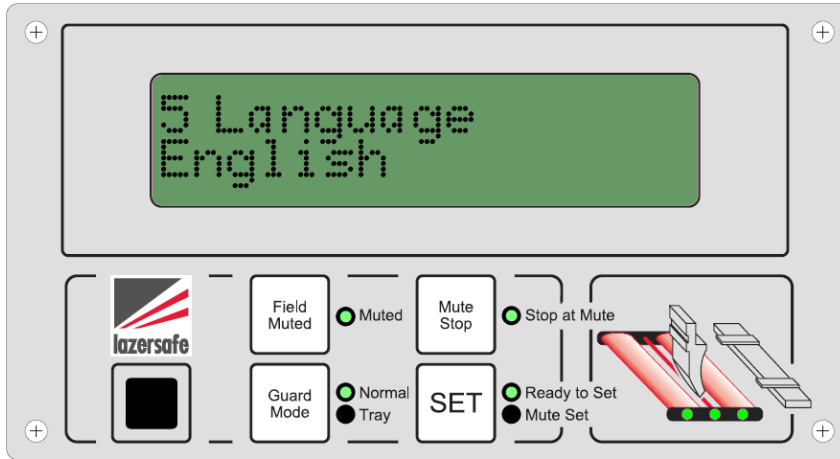 5 Language
English
lazersafe
Field
Muted
Muted
Mute
Stop
Stop at Mute
Guard
Mode
Normal
Tray
SET
Ready to Set
Mute Set